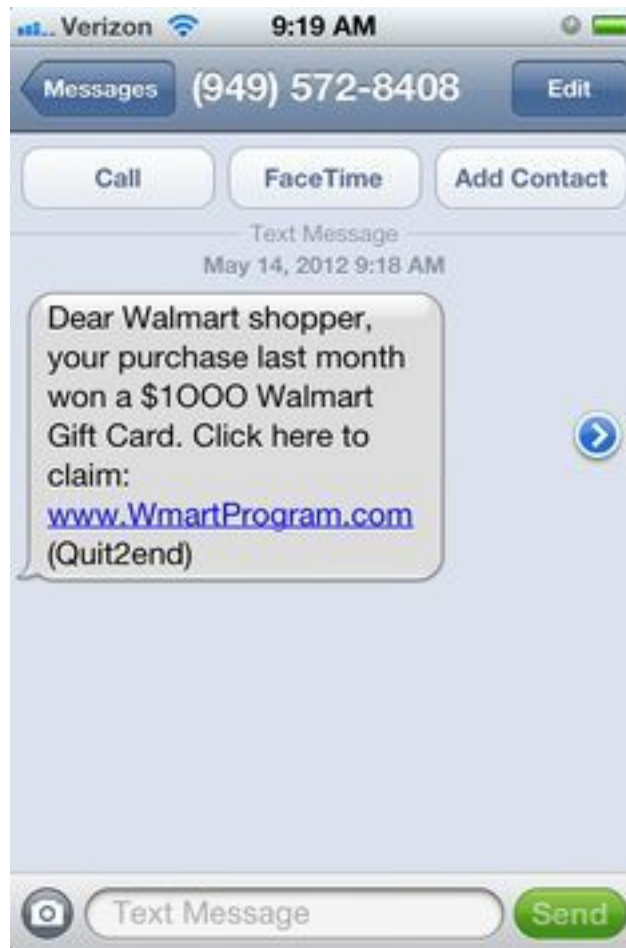 Verizon 9:19 AM
Messages (949) 572-8408 Edit
Call FaceTime Add Contact
Text Message
May 14, 2012 9:18 AM
Dear Walmart shopper,
your purchase last month
won a $1OOO Walmart
Gift Card. Click here to
claim:
www.WmartProgram.com
(Quit2end)
Text Message Send